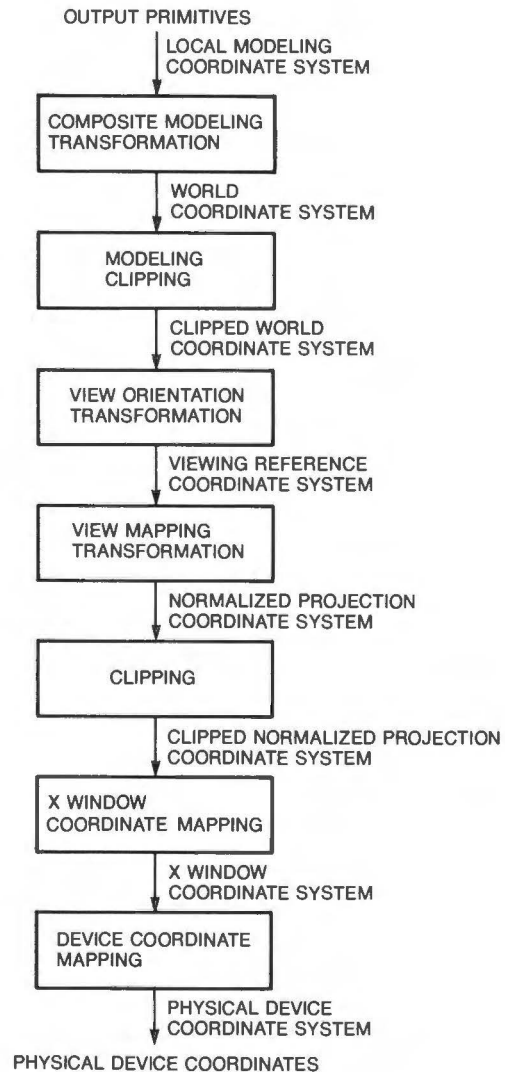 OUTPUT PRIMITIVES
LOCAL MODELING
COORDINATE SYSTEM
COMPOSITE MODELING
TRANSFORMATION
WORLD
COORDINATE SYSTEM
MODELING
CLIPPING
CLIPPED WORLD
COORDINATE SYSTEM
VIEW ORIENTATION
TRANSFORMATION
VIEWING REFERENCE
COORDINATE SYSTEM
VIEW MAPPING
TRANSFORMATION
NORMALIZED PROJECTION
COORDINATE SYSTEM
CLIPPING
CLIPPED NORMALIZED PROJECTION
COORDINATE SYSTEM
X WINDOW
COORDINATE MAPPING
X WINDOW
COORDINATE SYSTEM
DEVICE COORDINATE
MAPPING
PHYSICAL DEVICE
COORDINATE SYSTEM
PHYSICAL DEVICE COORDINATES